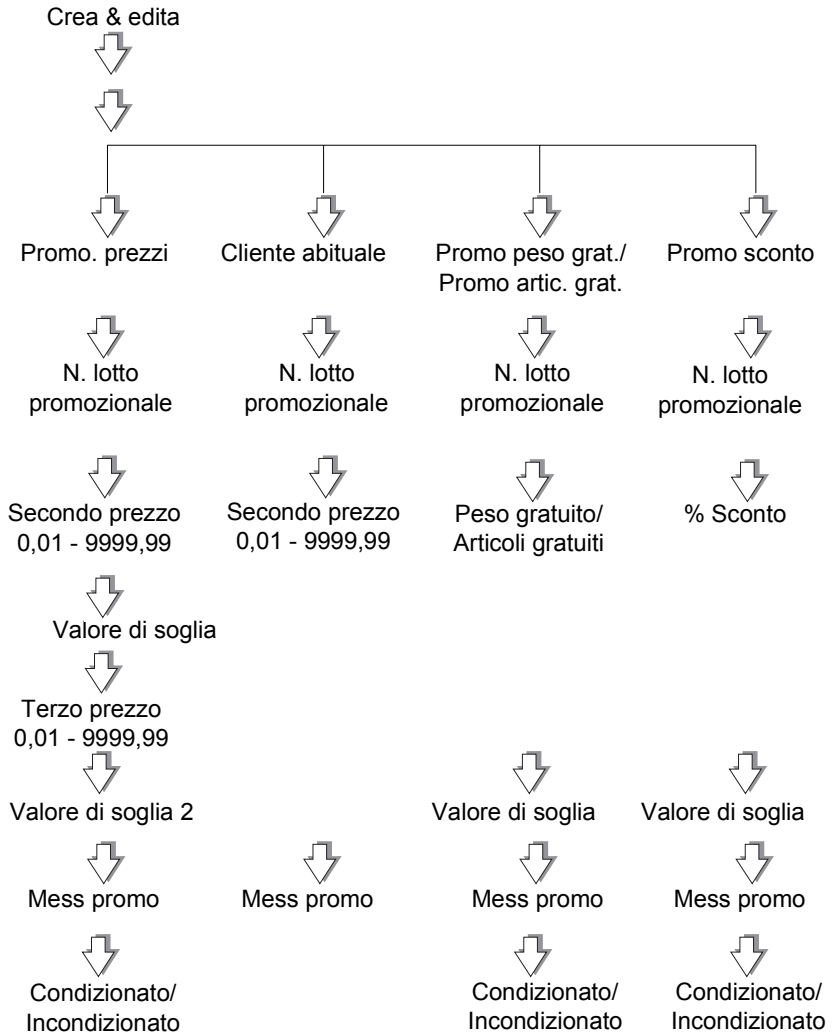 Crea & edita
Promo. prezzi
Cliente abituale
Promo peso grat./
Promo artic. grat.
Promo sconto
N. lotto
promozionale
N. lotto
promozionale
N. lotto
promozionale
N. lotto
promozionale
Secondo prezzo
0,01 - 9999,99
Secondo prezzo
0,01 - 9999,99
Peso gratuito/
Articoli gratuiti
% Sconto
Valore di soglia
Terzo prezzo
0,01 - 9999,99
Valore di soglia 2
Valore di soglia
Valore di soglia
Mess promo
Mess promo
Mess promo
Mess promo
Condizionato/
Incondizionato
Condizionato/
Incondizionato
Condizionato/
Incondizionato